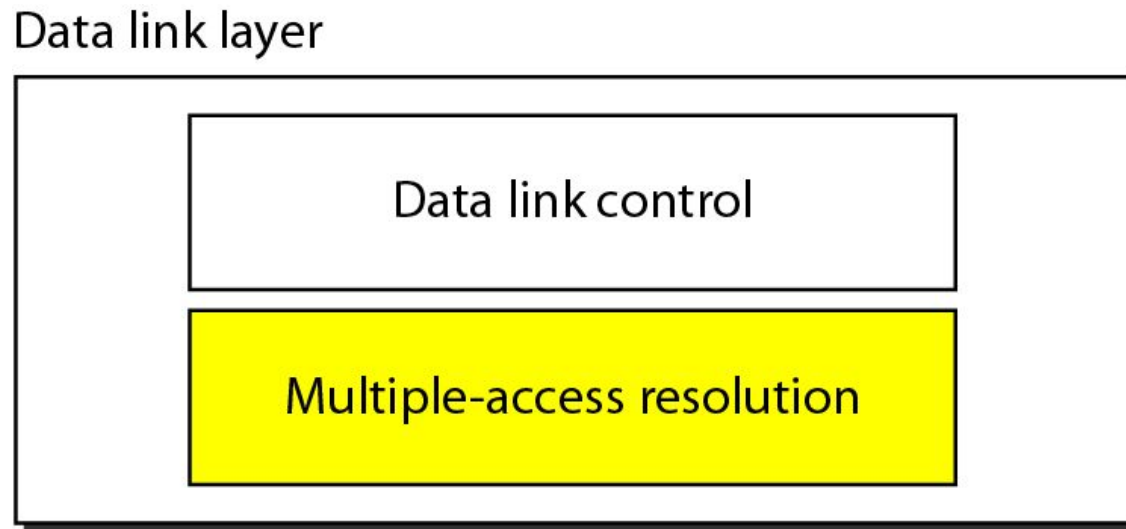 Data link layer
Data link control
Multiple-access resolution